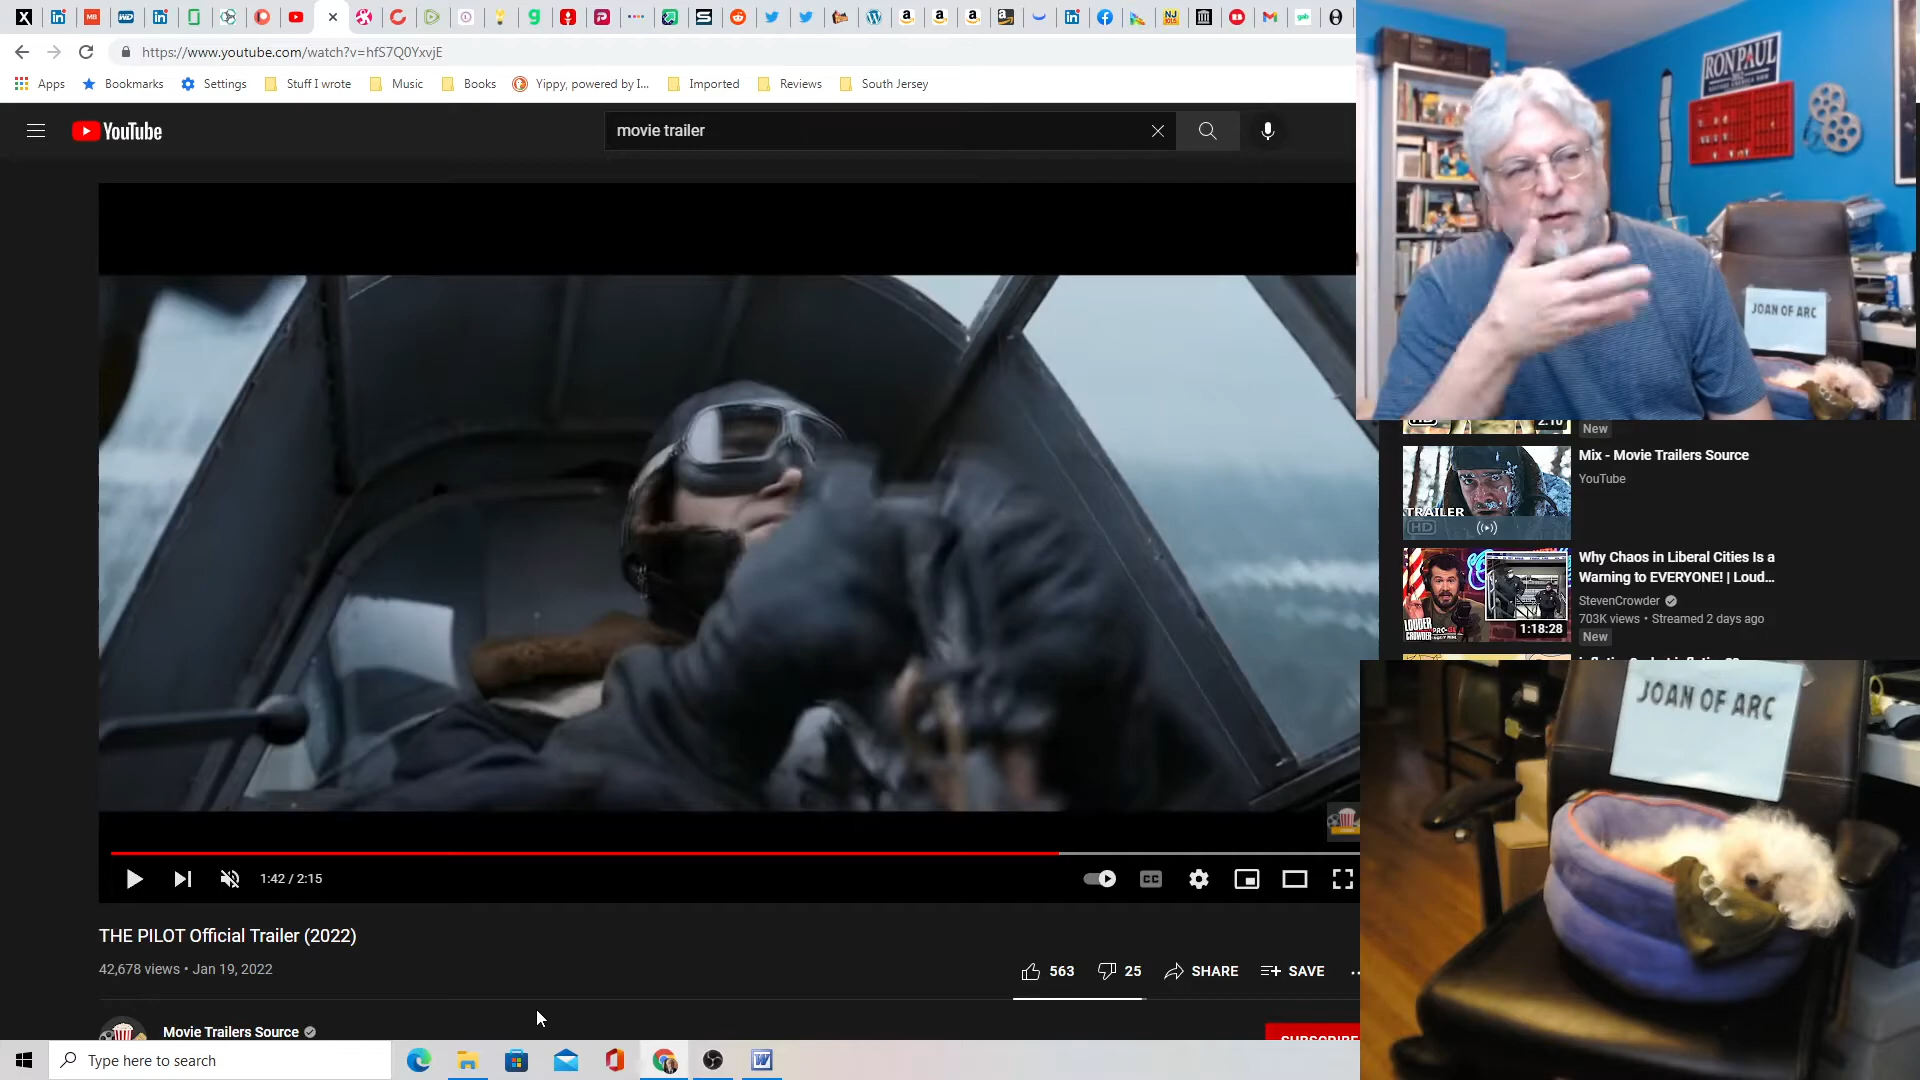 https://www.youtube.com/watch?v=hfS7Q0YxvjE
Apps
Bookmarks
Settings
Stuff I wrote
Music
Books
Yippy, powered by I...
Imported
Reviews
South Jersey
YouTube
movie trailer
RON PAUL
JOAN OF ARC
2:10
New
Mix - Movie Trailers Source
YouTube
TRAILER
HD
Why Chaos in Liberal Cities Is a
Warning to EVERYONE! | Loud...
StevenCrowder
703K views • Streamed 2 days ago
New
1:18:28
JOAN OF ARC
1:42 / 2:15
CC
THE PILOT Official Trailer (2022)
42,678 views • Jan 19, 2022
563
25
SHARE
SAVE
Movie Trailers Source
SUBSCRIBE
Type here to search